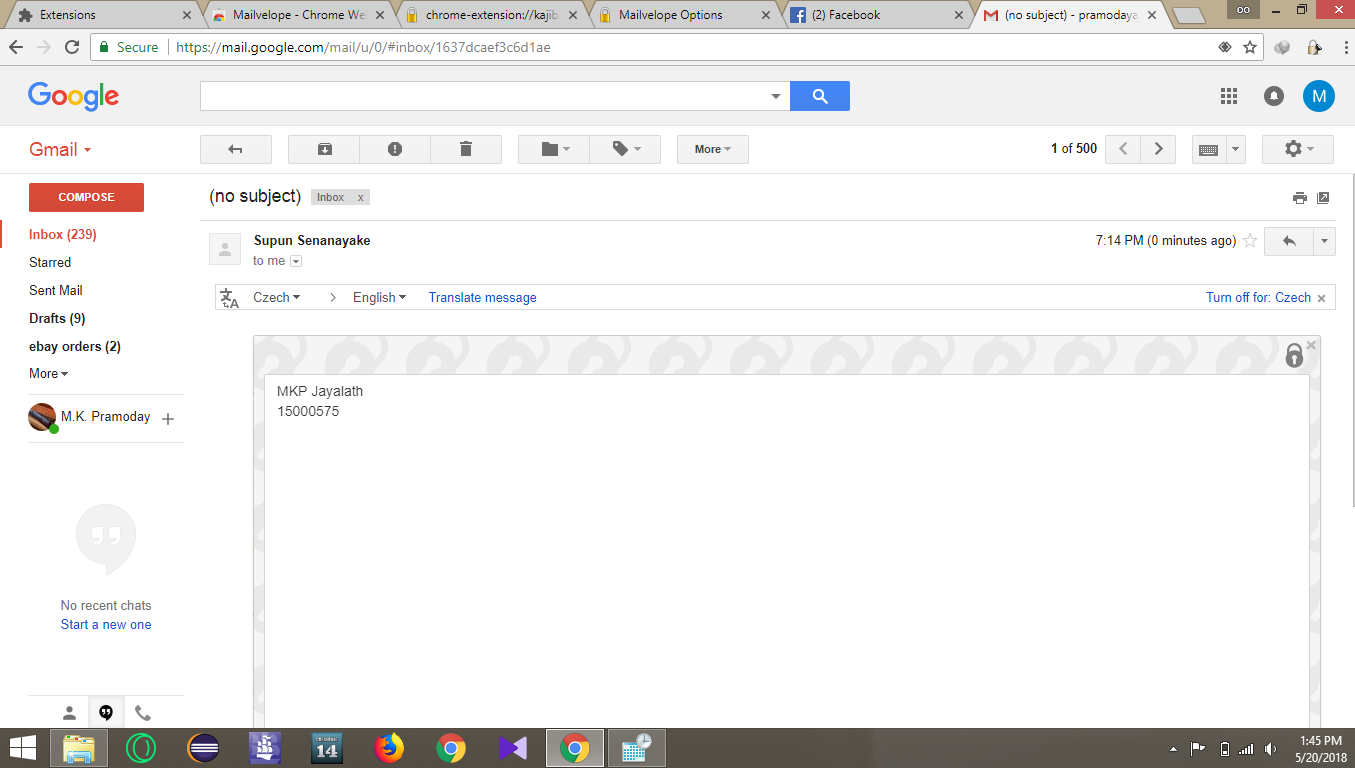 Extensions
Mailvelope - Chrome We
chrome-extension://kajib
Mailvelope Options
(2) Facebook
(no subject) - pramodaya
Secure
https://mail.google.com/mail/u/0/#inbox/1637dcaef3c6d1ae
Google
M
Gmail
More
1 of 500
COMPOSE
(no subject)
Inbox x
Inbox (239)
Starred
Sent Mail
Drafts (9)
ebay orders (2)
More
M.K. Pramoday
Supun Senanayake
7:14 PM (0 minutes ago)
to me
Czech
English
Translate message
Turn off for: Czech
MKP Jayalath
15000575
No recent chats
Start a new one
14
1:45 PM
5/20/2018